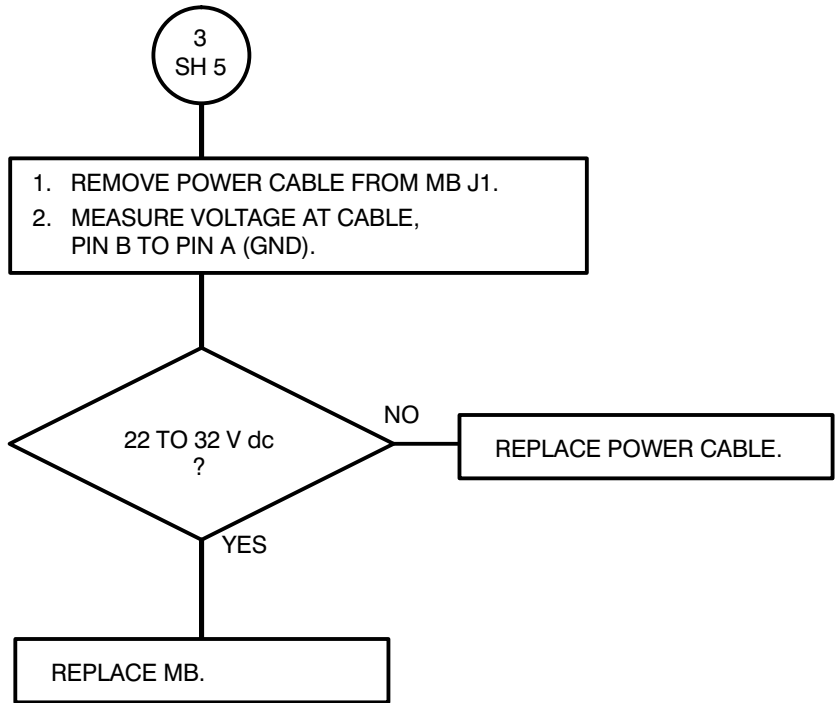 3
SH 5
1. REMOVE POWER CABLE FROM MB J1.
2. MEASURE VOLTAGE AT CABLE,
PIN B TO PIN A (GND).
22 TO 32 V dc
?
NO
REPLACE POWER CABLE.
YES
REPLACE MB.